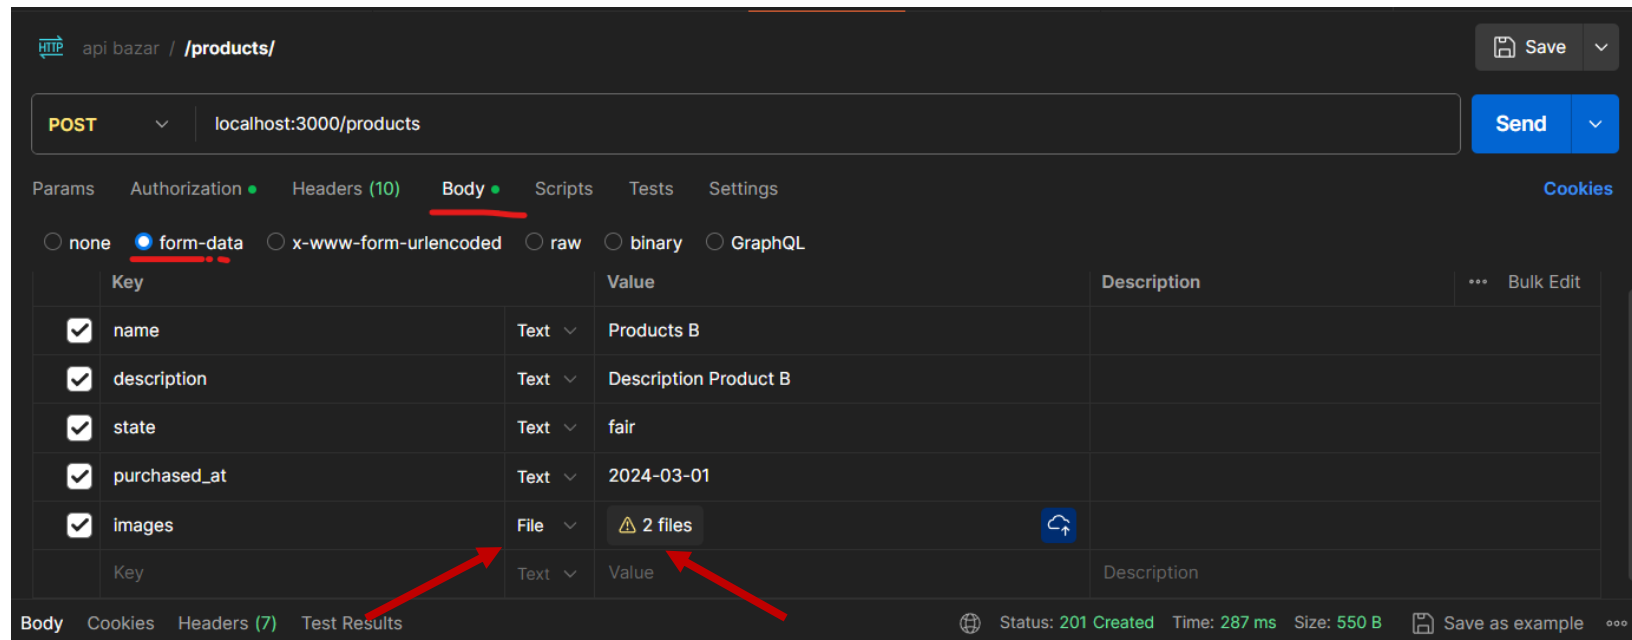 HTTP api bazar / /products/ Save
POST localhost:3000/products Send
Params Authorization Headers (10) Body Scripts Tests Settings Cookies
none form-data x-www-form-urlencoded raw binary GraphQL
Key Value Description ••• Bulk Edit
name Text Products B
description Text Description Product B
state Text fair
purchased_at Text 2024-03-01
images File 2 files
Key Text Value Description
Body Cookies Headers (7) Test Results Status: 201 Created Time: 287 ms Size: 550 B Save as example